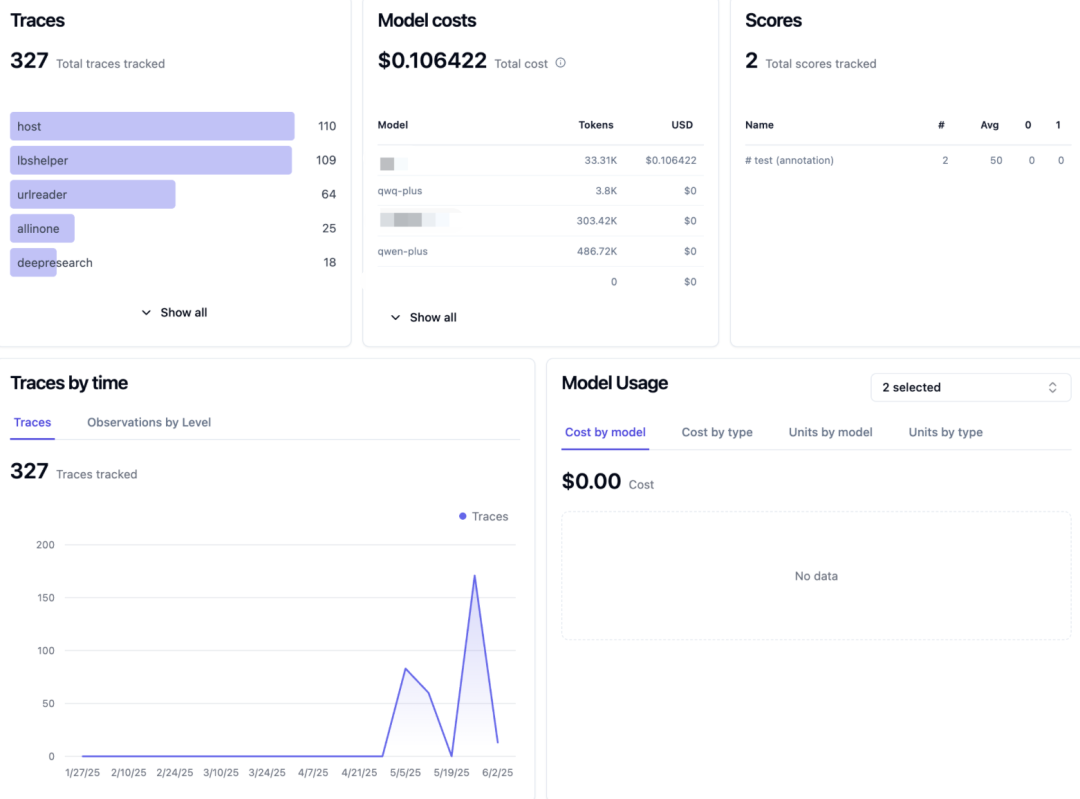 Traces
327 Total traces tracked
host 110
lbshelper 109
urlreader 64
allinone 25
deepresearch 18
Show all
Model costs
$0.106422 Total cost
Model Tokens USD
33.31K $0.106422
qwq-plus 3.8K $0
303.42K $0
qwen-plus 486.72K $0
0 $0
Show all
Scores
2 Total scores tracked
Name # Avg 0 1
# test (annotation) 2 50 0 0
Traces by time
Traces Observations by Level
327 Traces tracked
Traces
200
150
100
50
0
1/27/25 2/10/25 2/24/25 3/10/25 3/24/25 4/7/25 4/21/25 5/5/25 5/19/25 6/2/25
Model Usage
2 selected
Cost by model Cost by type Units by model Units by type
$0.00 Cost
No data